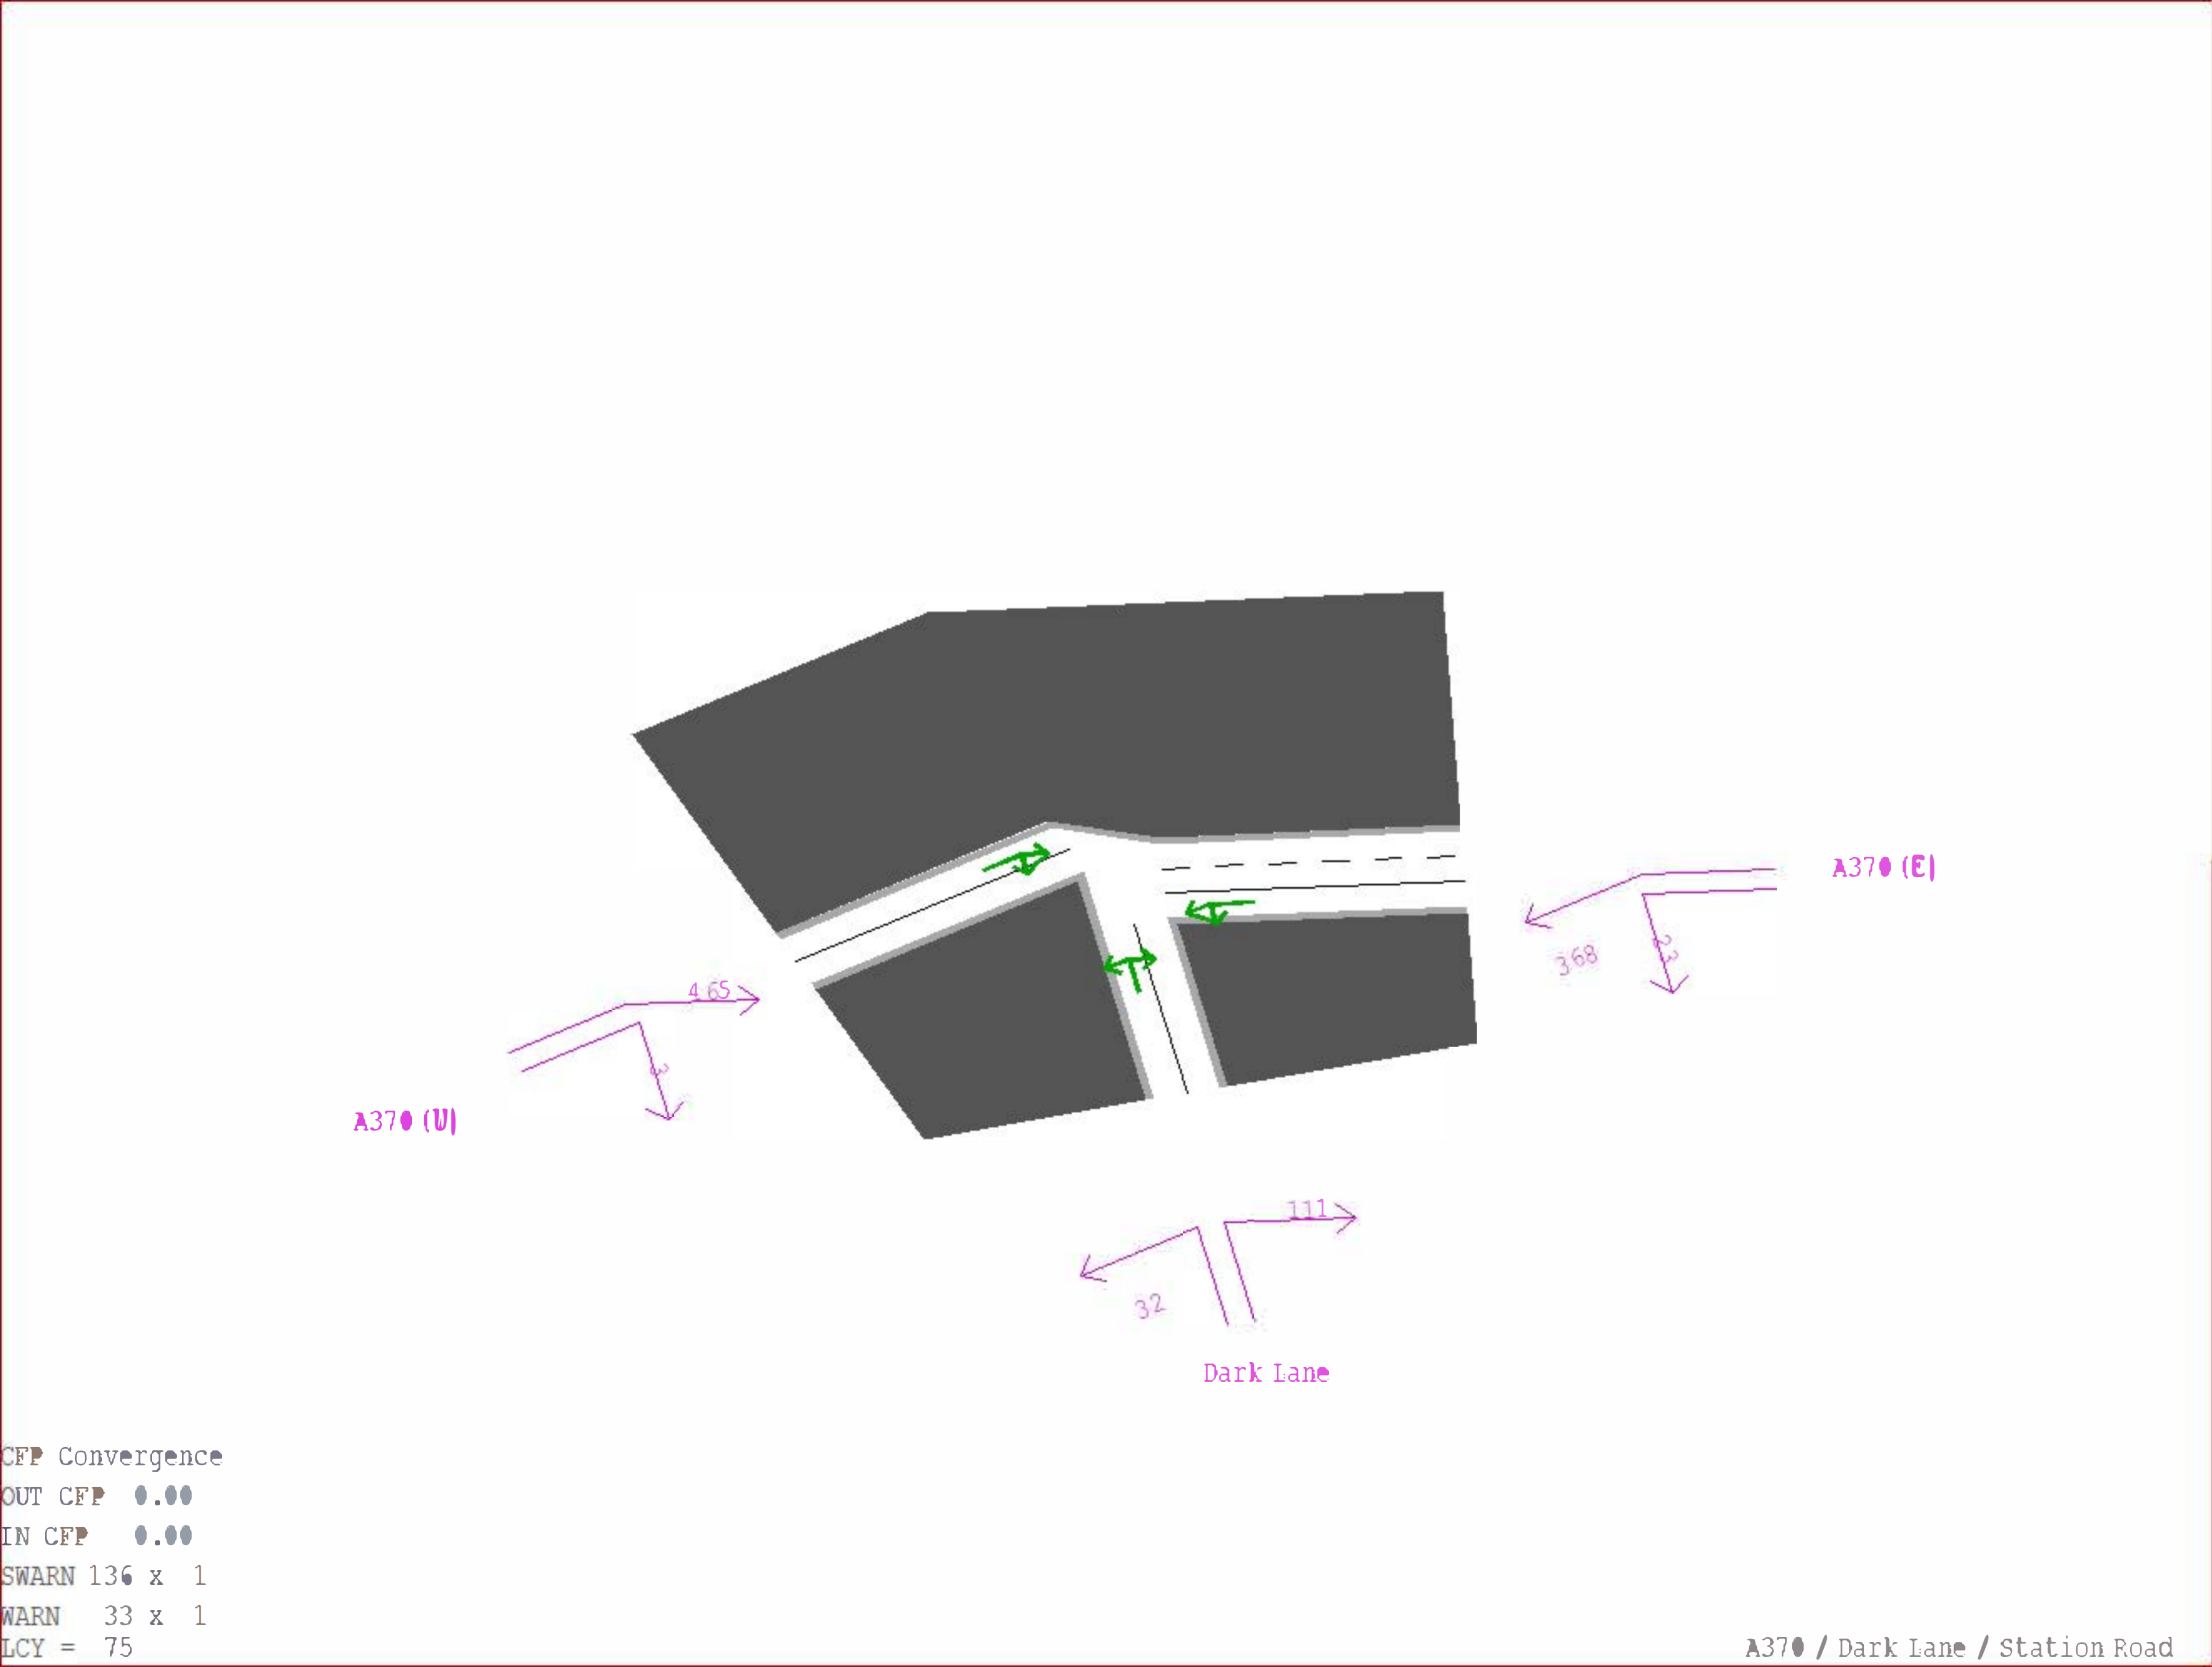 A370 (E)
368
23
465
3
A370 (W)
111
32
Dark Lane
CFP Convergence
OUT CFP 0.00
IN CFP 0.00
SWARN 136 x 1
WARN 33 x 1
LCY = 75
A370 / Dark Lane / Station Road